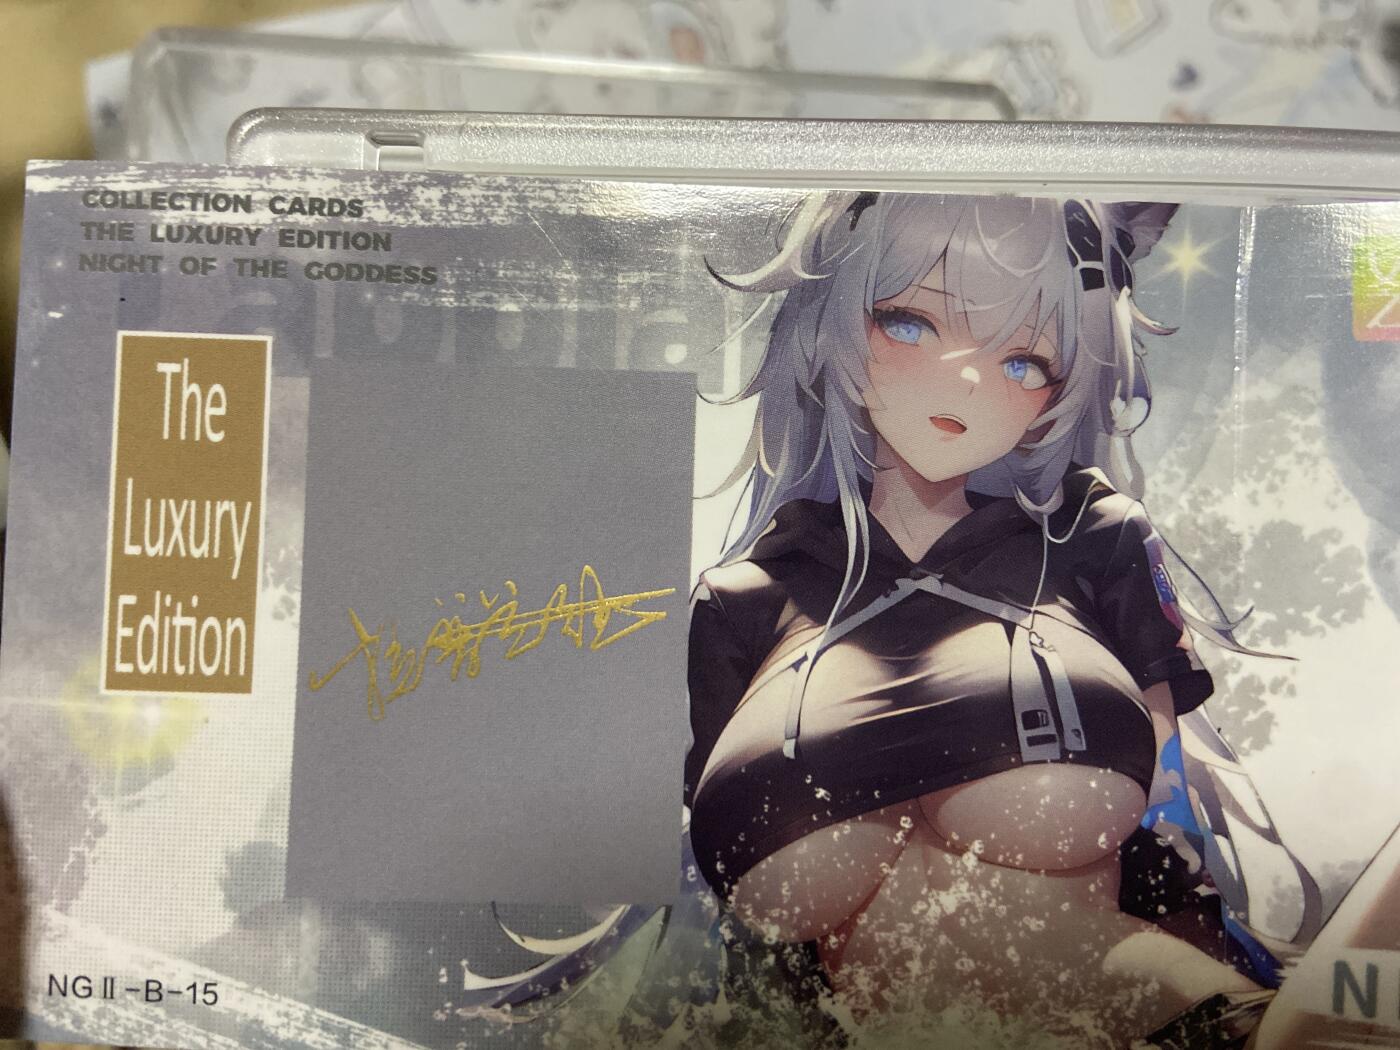 COLLECTION CARDS
THE LUXURY EDITION
NIGHT OF THE GODDESS
The
Luxury
Edition
NGⅡ-B-15
N